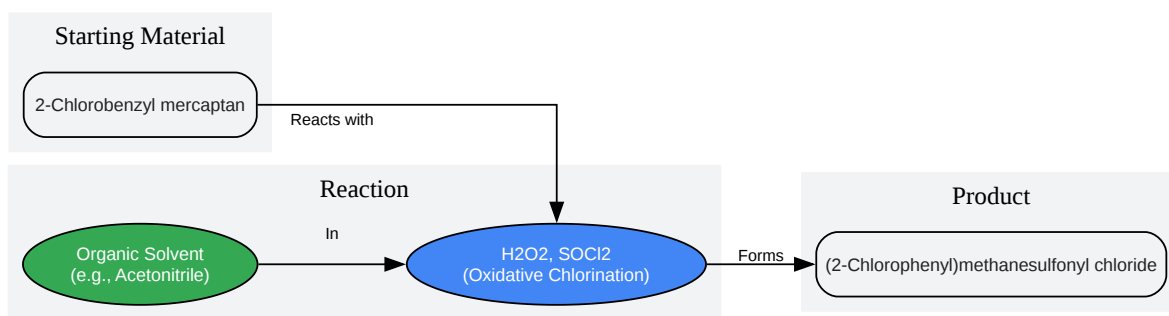 Starting Material
2-Chlorobenzyl mercaptan
Reacts with
Reaction
Organic Solvent
(e.g., Acetonitrile)
In
H2O2, SOCl2
(Oxidative Chlorination)
Forms
Product
(2-Chlorophenyl)methanesulfonyl chloride